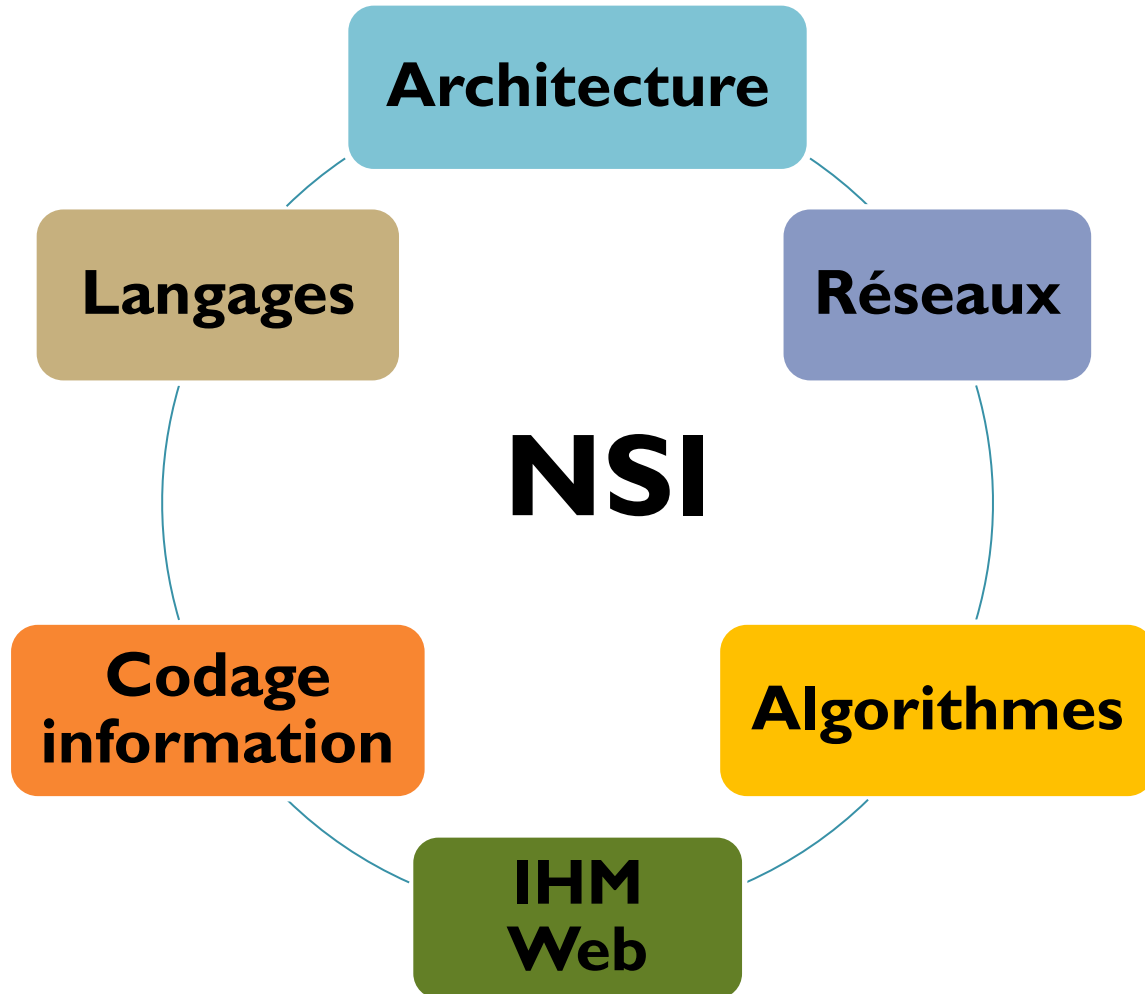 Architecture
Langages
Réseaux
NSI
Codage
information
Algorithmes
IHM
Web